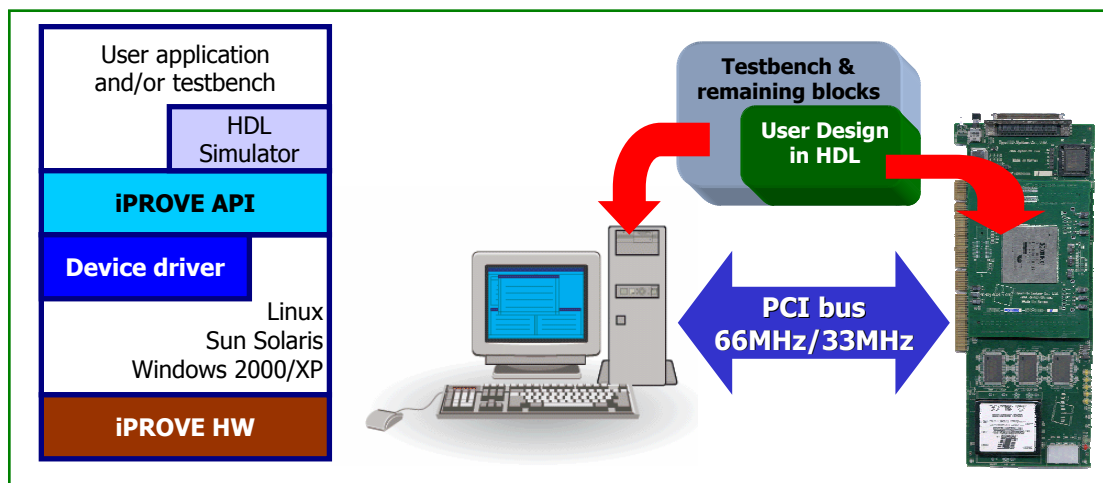 User application
and/or testbench
HDL
Simulator
iPROVE API
Device driver
Linux
Sun Solaris
Windows 2000/XP
iPROVE HW
Testbench &
remaining blocks
User Design
in HDL
PCI bus
66MHz/33MHz